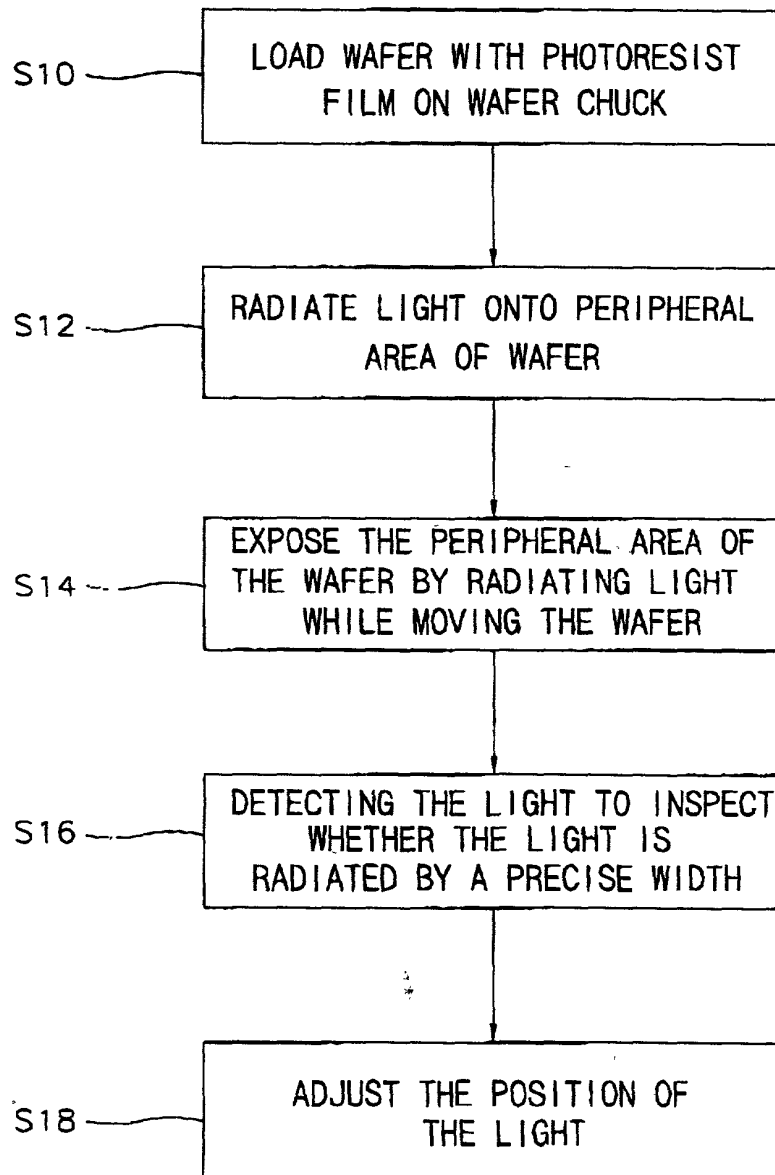 S10
LOAD WAFER WITH PHOTORESIST
FILM ON WAFER CHUCK
S12
RADIATE LIGHT ONTO PERIPHERAL
AREA OF WAFER
S14
EXPOSE THE PERIPHERAL AREA OF
THE WAFER BY RADIATING LIGHT
WHILE MOVING THE WAFER
S16
DETECTING THE LIGHT TO INSPECT
WHETHER THE LIGHT IS
RADIATED BY A PRECISE WIDTH
S18
ADJUST THE POSITION OF
THE LIGHT